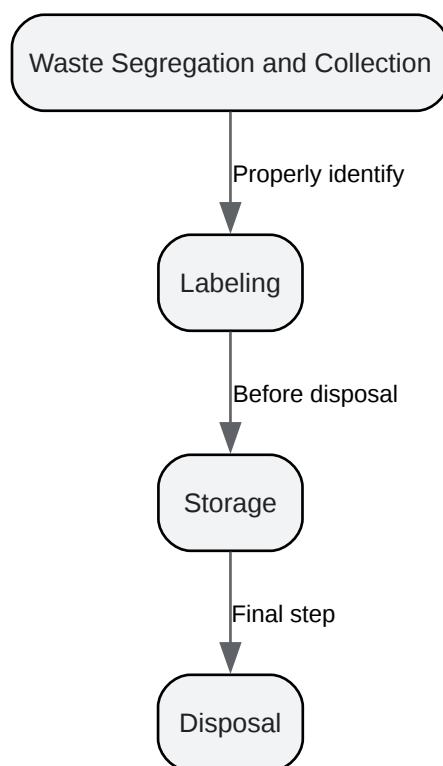 Waste Segregation and Collection
Properly identify
Labeling
Before disposal
Storage
Final step
Disposal